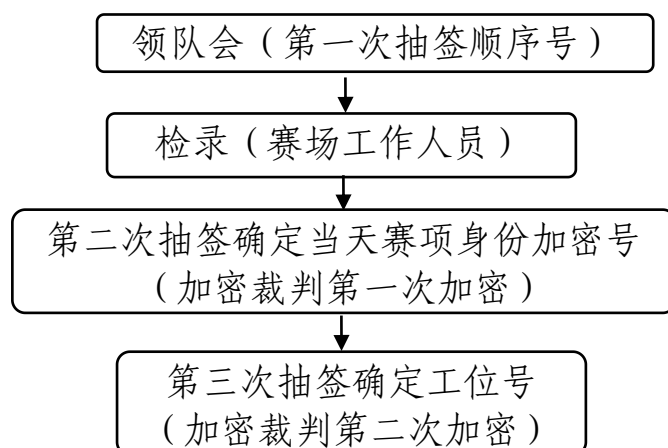 领队会（第一次抽签顺序号）
检录（赛场工作人员）
第二次抽签确定当天赛项身份加密号
（加密裁判第一次加密）
第三次抽签确定工位号
（加密裁判第二次加密）